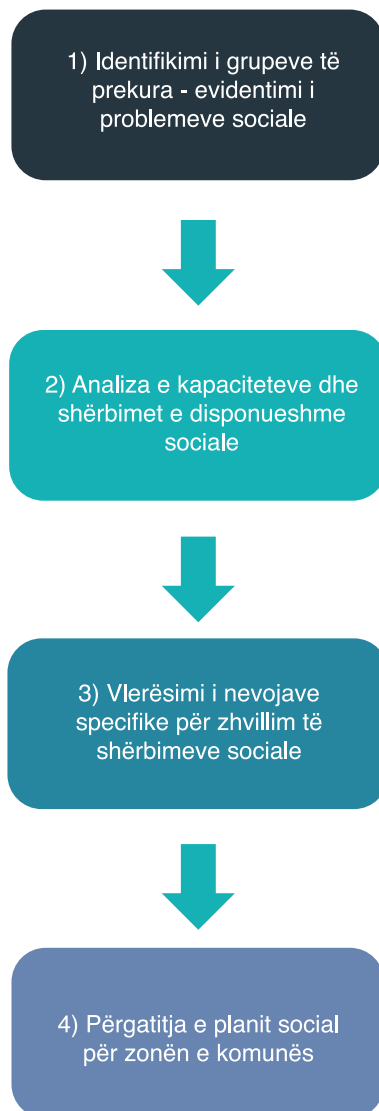 1) Identifikimi i grupeve të
prekura - evidentimi i
problemeve sociale
2) Analiza e kapaciteteve dhe
shërbimet e disponueshme
sociale
3) Vlerësimi i nevojave
specifike për zhvillim të
shërbimeve sociale
4) Përgatitja e planit social
për zonën e komunës